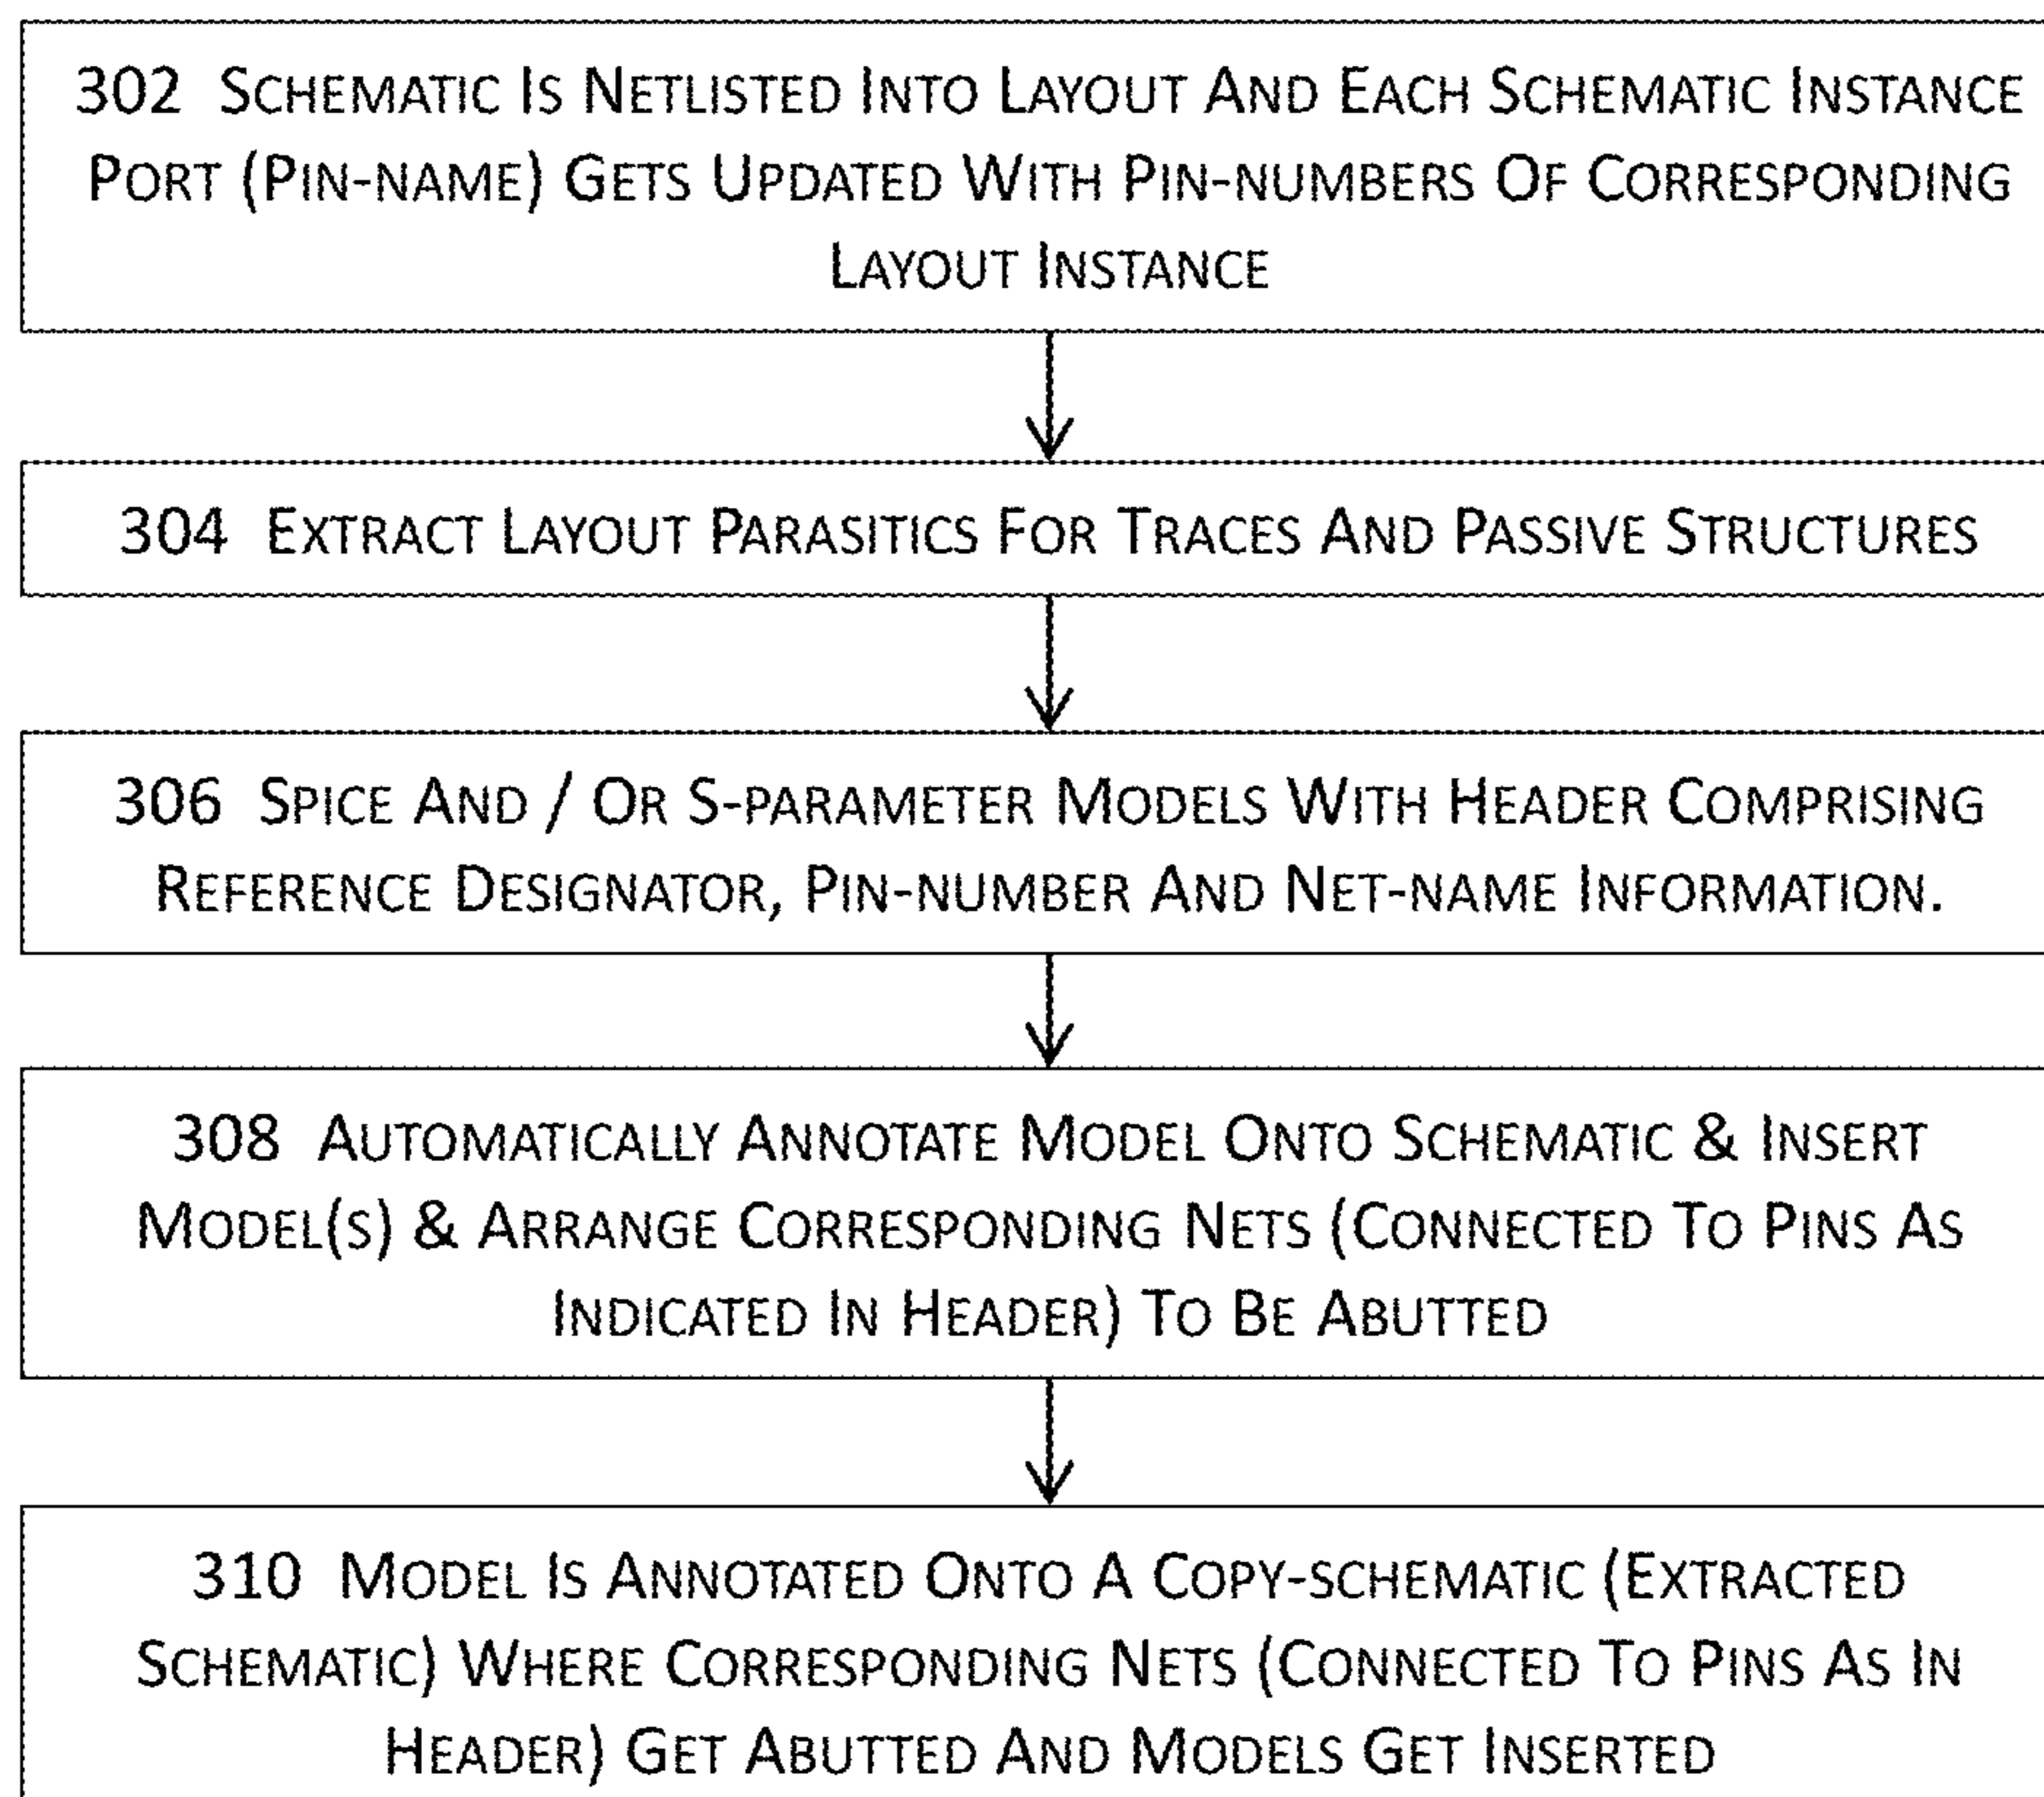 302 Schematic Is Netlisted Into Layout And Each Schematic Instance
Port (Pin-name) Gets Updated With Pin-numbers Of Corresponding
Layout Instance
304 Extract Layout Parasitics For Traces And Passive Structures
306 Spice And / Or S-parameter Models With Header Comprising
Reference Designator, Pin-number And Net-name Information.
308 Automatically Annotate Model Onto Schematic & Insert
Model(s) & Arrange Corresponding Nets (Connected To Pins As
Indicated In Header) To Be Abutted
310 Model Is Annotated Onto A Copy-schematic (Extracted
Schematic) Where Corresponding Nets (Connected To Pins As In
Header) Get Abutted And Models Get Inserted